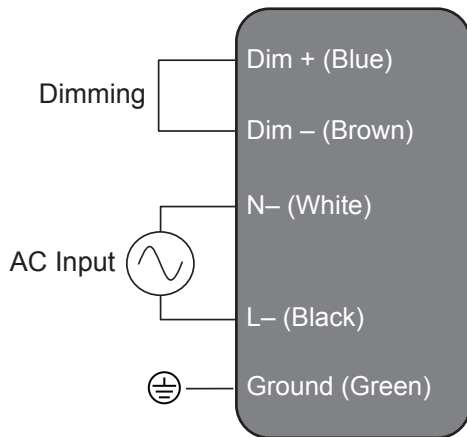 Dim + (Blue)
Dimming
Dim – (Brown)
N– (White)
AC Input
L– (Black)
Ground (Green)